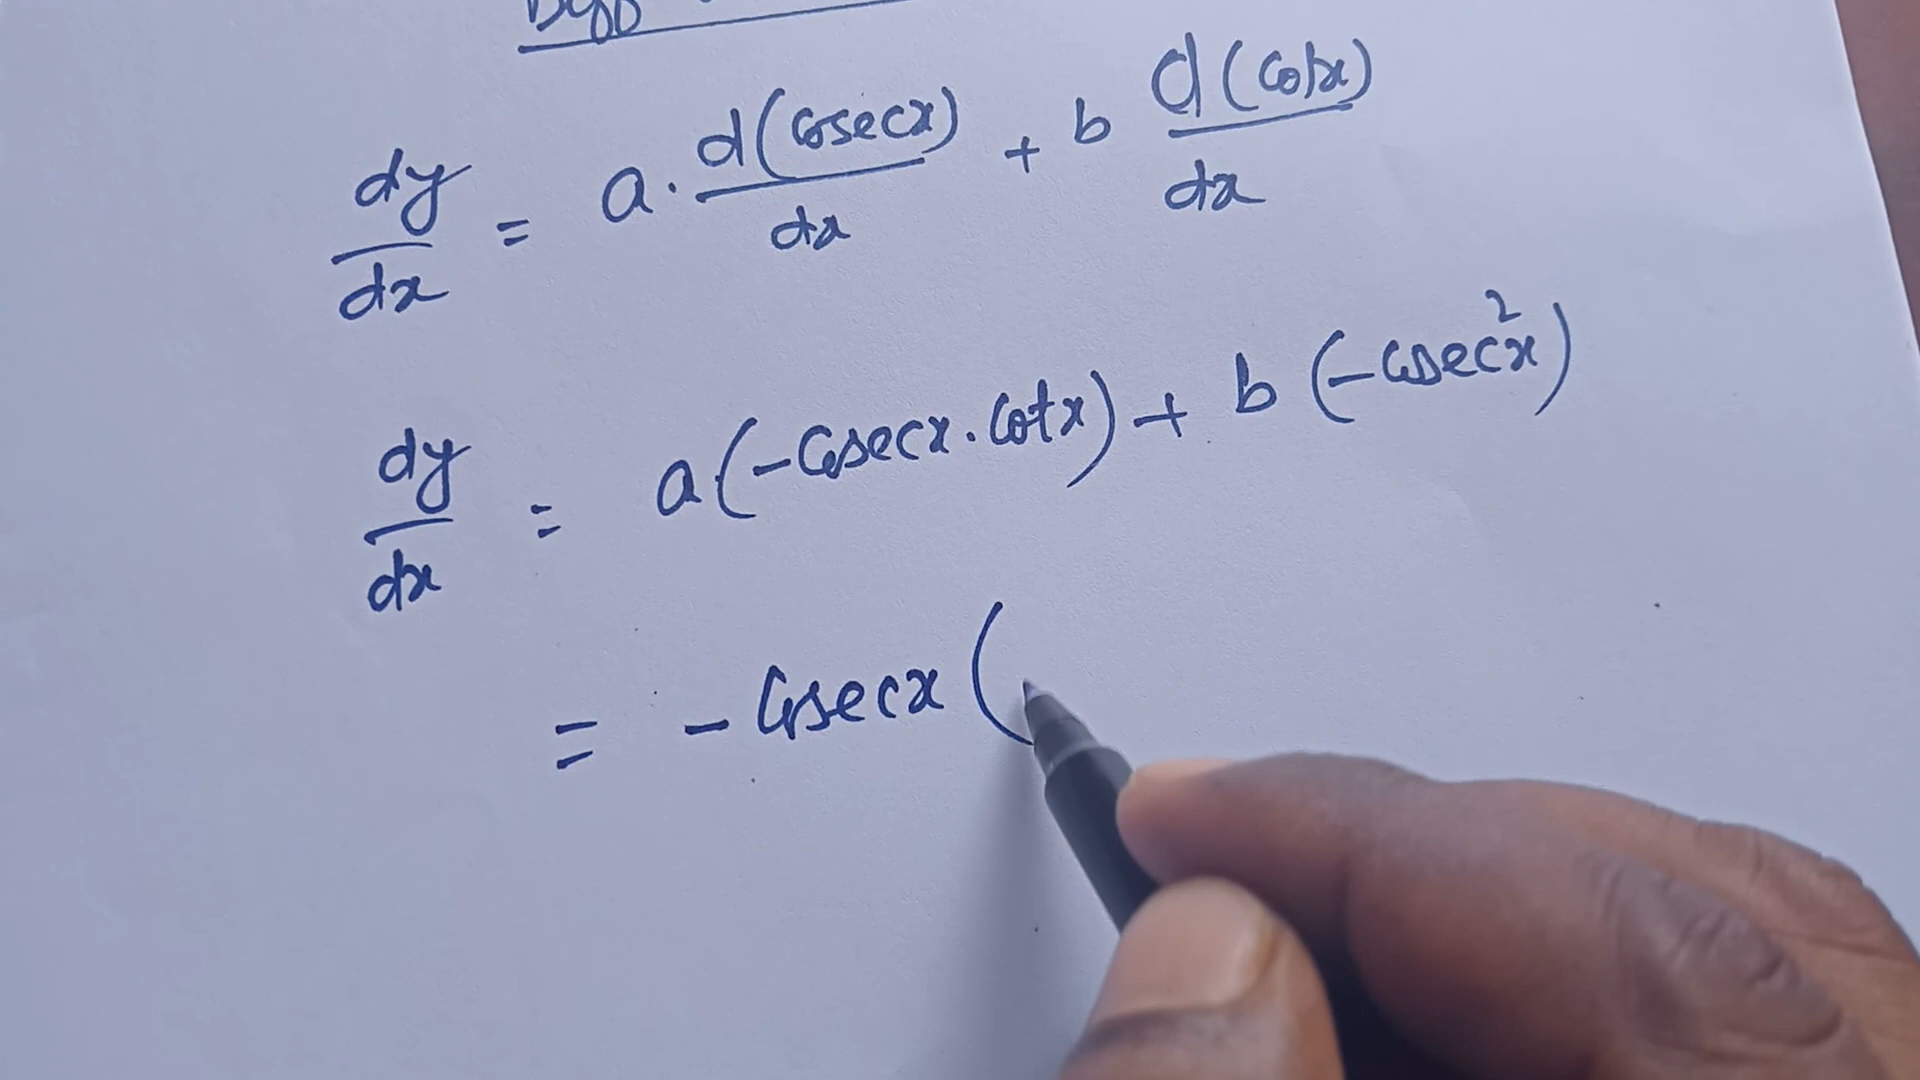 dy/dx = a. d(cosecx)/dx + b d(cotx)/dx
dy/dx = a(-cosecx.cotx) + b(-cosec²x)
= -cosecx (